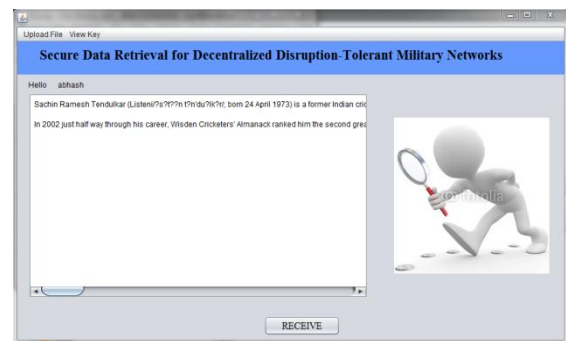 Upload File View Key
Secure Data Retrieval for Decentralized Disruption-Tolerant Military Networks
Hello abhash
Sachin Ramesh Tendulkar (Listeni/?s?t??n t?n'du?lk?r/; born 24 April 1973) is a former Indian cric
In 2002 just half way through his career, Wisden Cricketers' Almanack ranked him the second grea
fotolia
RECEIVE